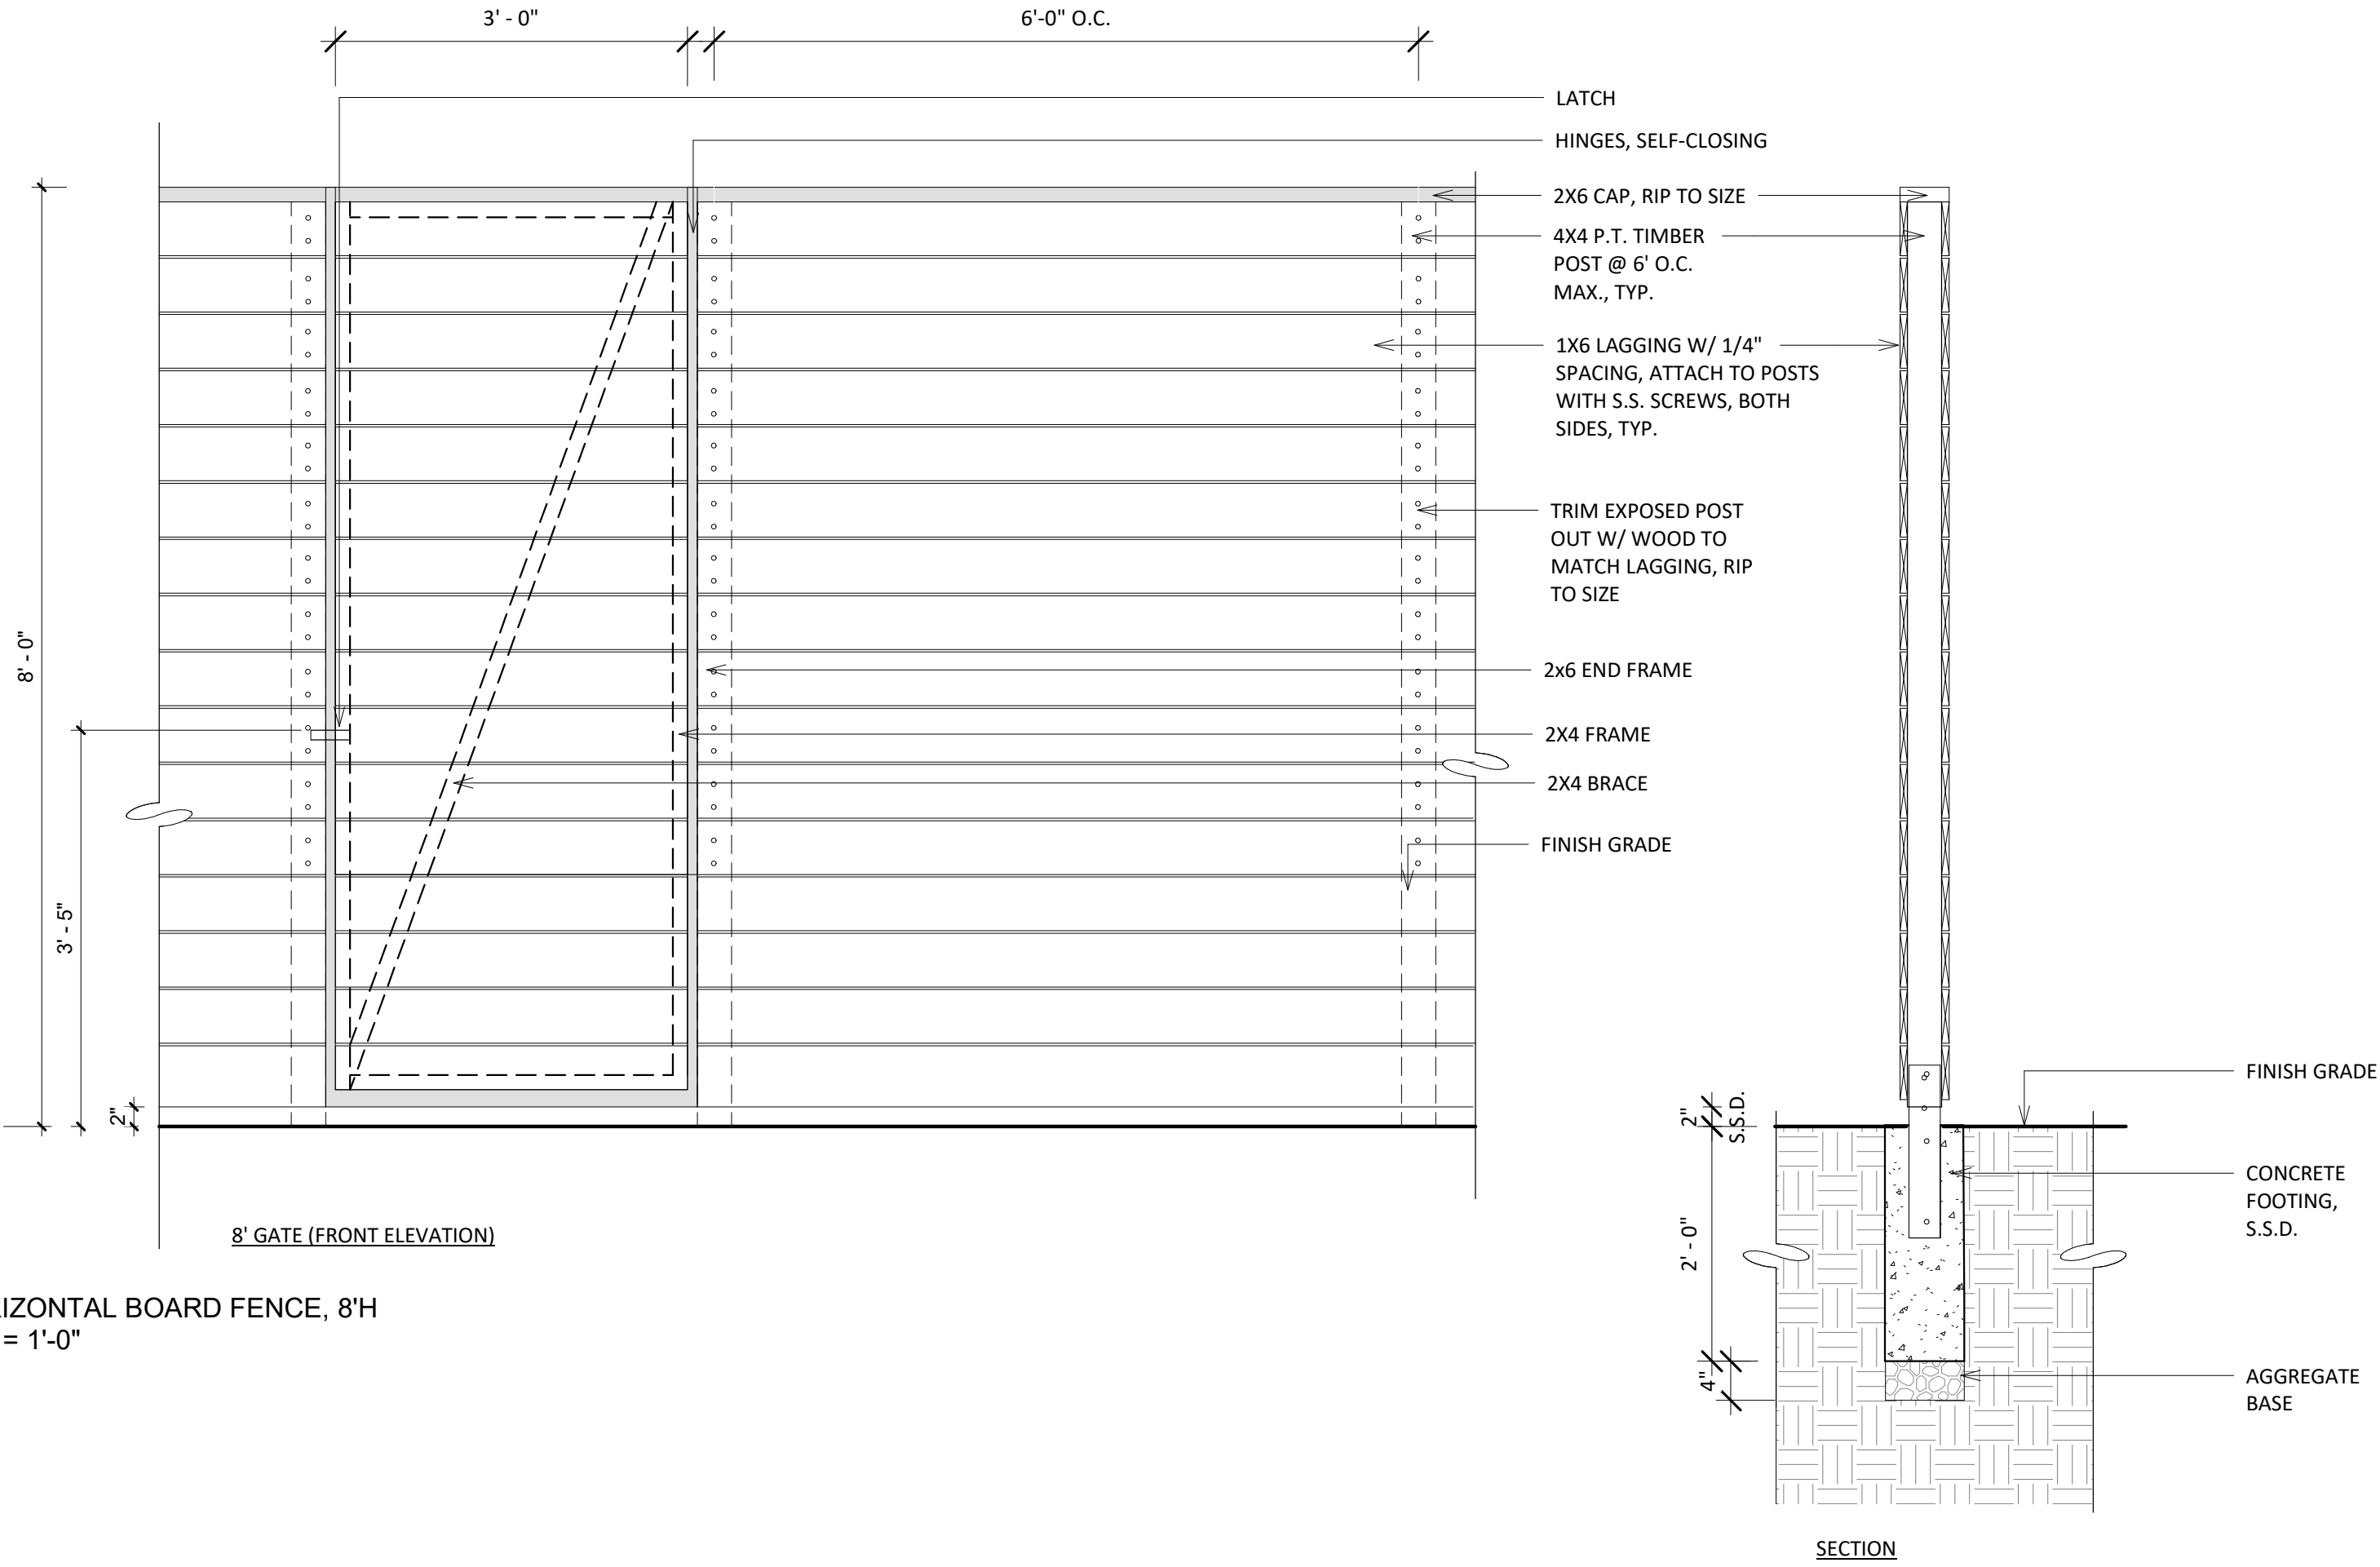 3' - 0"
6'-0" O.C.
LATCH
HINGES, SELF-CLOSING
2X6 CAP, RIP TO SIZE
4X4 P.T. TIMBER
POST @ 6' O.C.
MAX., TYP.
1X6 LAGGING W/ 1/4"
SPACING, ATTACH TO POSTS
WITH S.S. SCREWS, BOTH
SIDES, TYP.
TRIM EXPOSED POST
OUT W/ WOOD TO
MATCH LAGGING, RIP
TO SIZE
2x6 END FRAME
2X4 FRAME
2X4 BRACE
FINISH GRADE
8' - 0"
3' - 5"
2"
8' GATE (FRONT ELEVATION)
IZONTAL BOARD FENCE, 8'H
= 1'-0"
2"
S.S.D.
2' - 0"
4"
FINISH GRADE
CONCRETE
FOOTING,
S.S.D.
AGGREGATE
BASE
SECTION